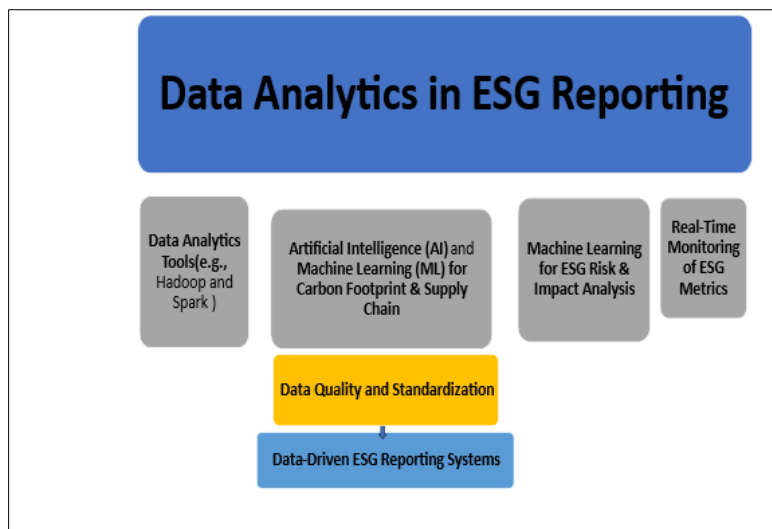 Data Analytics in ESG Reporting
Data Analytics
Tools(e.g.,
Hadoop and
Spark )
Artificial Intelligence (AI) and
Machine Learning (ML) for
Carbon Footprint & Supply
Chain
Machine Learning
for ESG Risk &
Impact Analysis
Real-Time
Monitoring
of ESG
Metrics
Data Quality and Standardization
Data-Driven ESG Reporting Systems